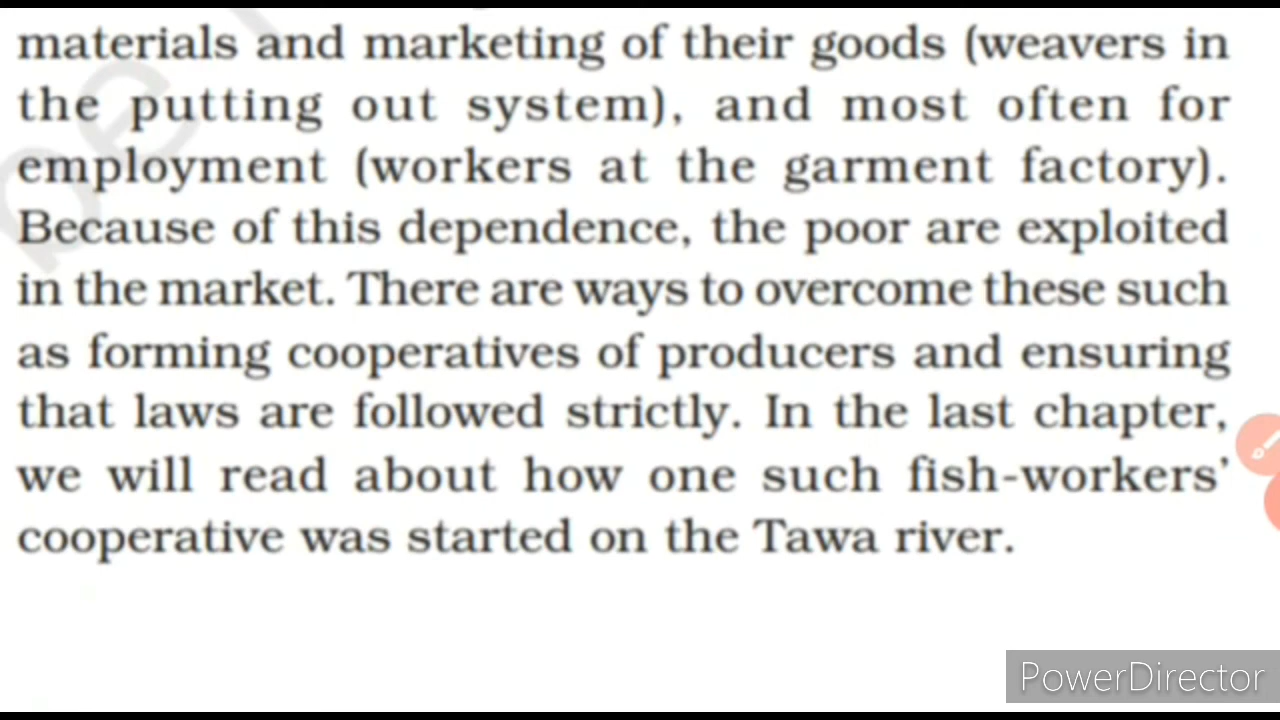 materials and marketing of their goods (weavers in
the putting out system), and most often for
employment (workers at the garment factory).
Because of this dependence, the poor are exploited
in the market. There are ways to overcome these such
as forming cooperatives of producers and ensuring
that laws are followed strictly. In the last chapter,
we will read about how one such fish-workers’
cooperative was started on the Tawa river.
PowerDirector